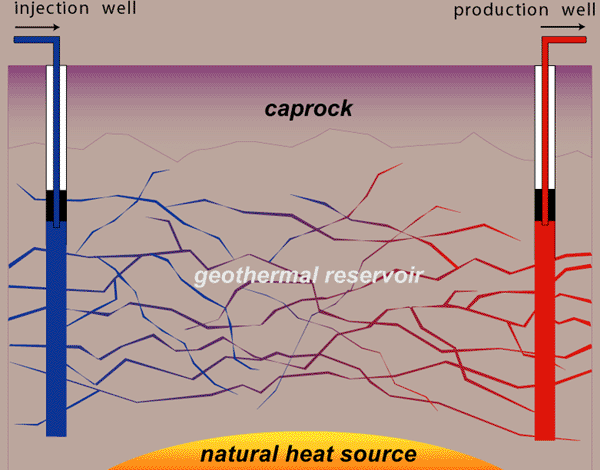 injection well
production well
caprock
geothermal reservoir
natural heat source